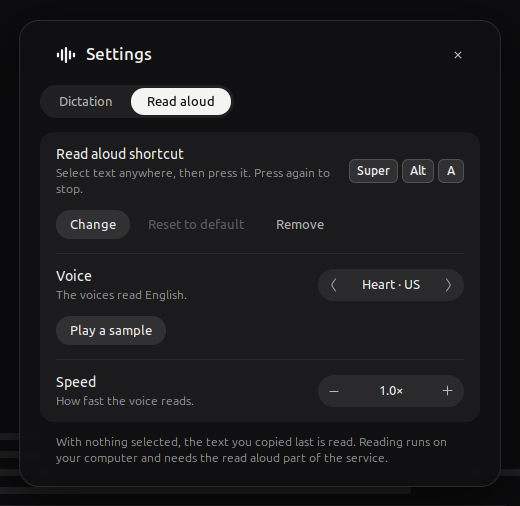 Settings
×
Dictation
Read aloud
Read aloud shortcut
Select text anywhere, then press it. Press again to
stop.
Super Alt A
Change
Reset to default
Remove
Voice
The voices read English.
Heart · US
Play a sample
Speed
How fast the voice reads.
− 1.0× +
With nothing selected, the text you copied last is read. Reading runs on
your computer and needs the read aloud part of the service.